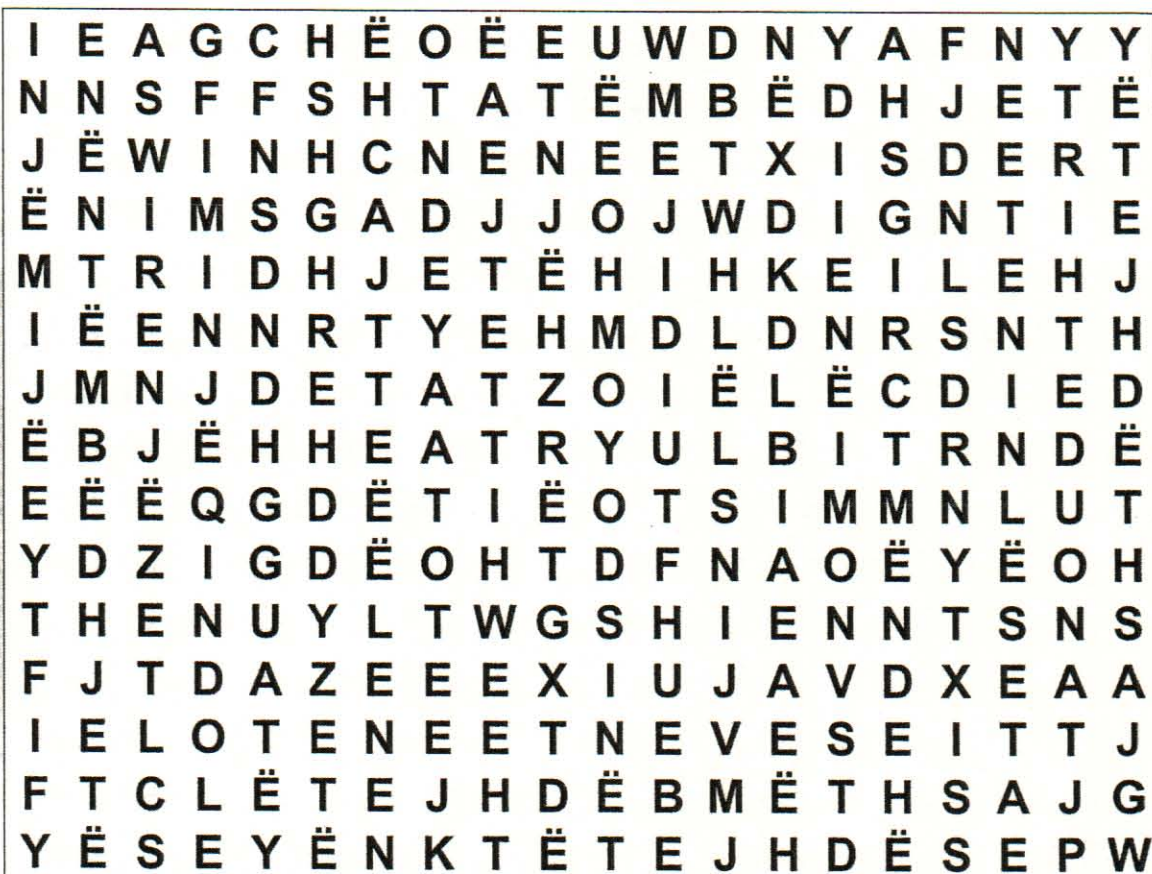 I E A G C H Ë O Ë E U W D N Y A F N Y Y
N N S F F S H T A T Ë M B Ë D H J E T Ë
J Ë W I N H C N E N E E T X I S D E R T
Ë N I M S G A D J J O J W D I G N T I E
M T R I D H J E T Ë H I H K E I L E H J
I Ë E N N R T Y E H M D L D N R S N T H
J M N J D E T A T Z O I Ë L Ë C D I E D
Ë B J Ë H H E A T R Y U L B I T R N D Ë
E Ë Ë Q G D Ë T I Ë O T S I M M N L U T
Y D Z I G D Ë O H T D F N A O Ë Y Ë O H
T H E N U Y L T W G S H I E N N T S N S
F J T D A Z E E E X I U J A V D X E A A
I E L O T E N E E T N E V E S E I T T J
F T C L Ë T E J H D Ë B M Ë T H S A J G
Y Ë S E Y Ë N K T Ë T E J H D Ë S E P W